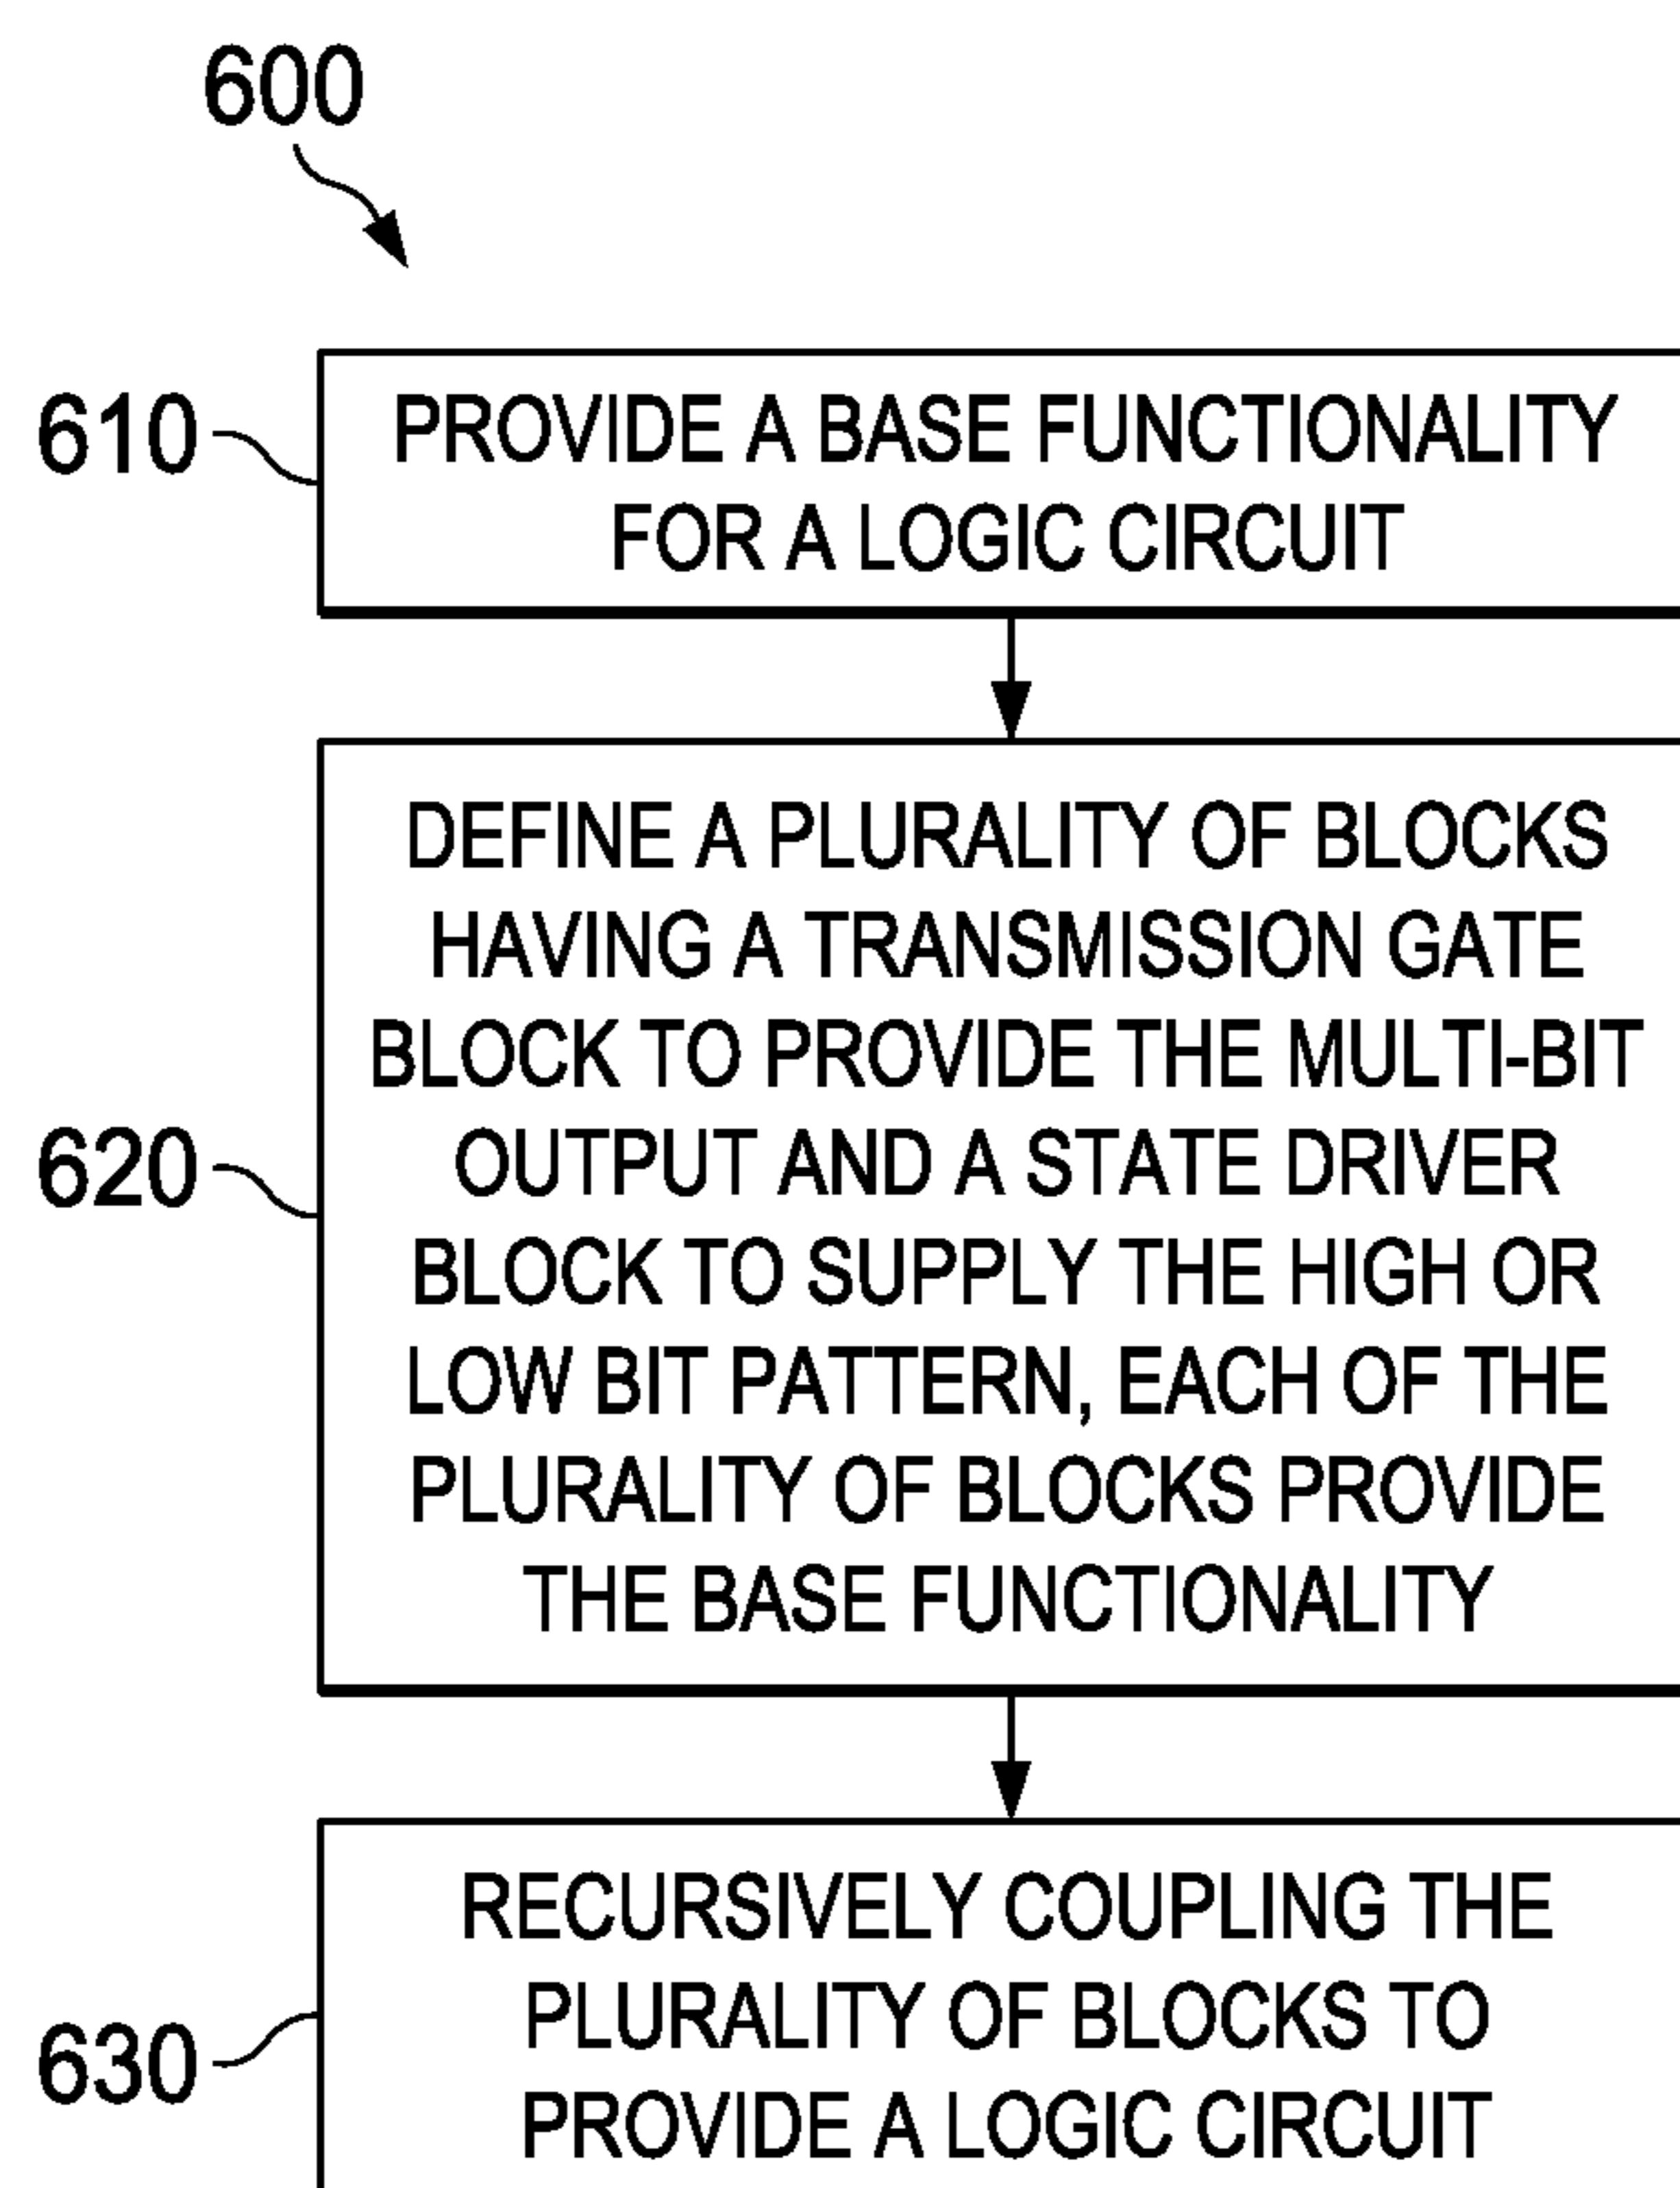 600
610
PROVIDE A BASE FUNCTIONALITY
FOR A LOGIC CIRCUIT
620
DEFINE A PLURALITY OF BLOCKS
HAVING A TRANSMISSION GATE
BLOCK TO PROVIDE THE MULTI-BIT
OUTPUT AND A STATE DRIVER
BLOCK TO SUPPLY THE HIGH OR
LOW BIT PATTERN, EACH OF THE
PLURALITY OF BLOCKS PROVIDE
THE BASE FUNCTIONALITY
630
RECURSIVELY COUPLING THE
PLURALITY OF BLOCKS TO
PROVIDE A LOGIC CIRCUIT